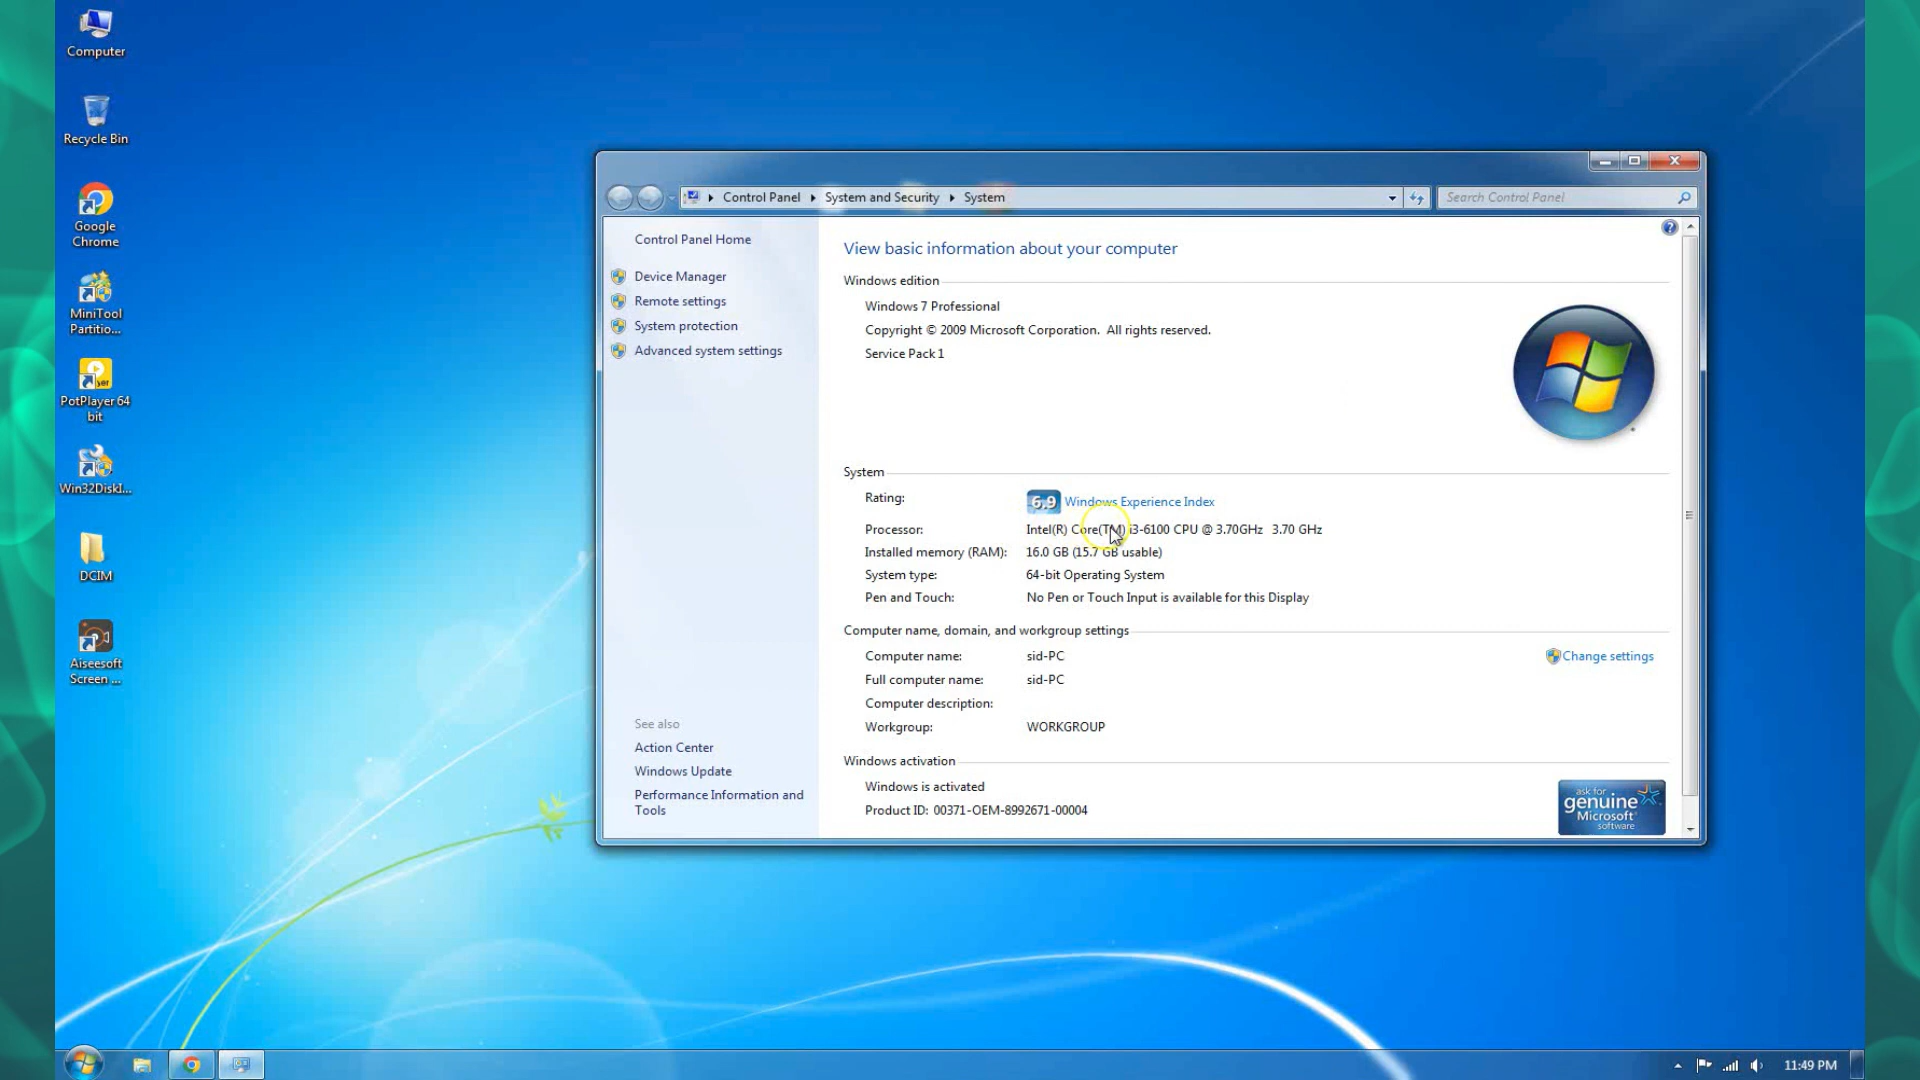 Computer
Recycle Bin
Google
Chrome
MiniTool
Partitio...
PotPlayer 64
bit
Win32DiskI...
DCIM
Aiseesoft
Screen ...
Control Panel
System and Security
System
Search Control Panel
Control Panel Home
Device Manager
Remote settings
System protection
Advanced system settings
See also
Action Center
Windows Update
Performance Information and
Tools
View basic information about your computer
Windows edition
Windows 7 Professional
Copyright © 2009 Microsoft Corporation. All rights reserved.
Service Pack 1
System
Rating: 6.9 Windows Experience Index
Processor: Intel(R) Core(TM) i3-6100 CPU @ 3.70GHz 3.70 GHz
Installed memory (RAM): 16.0 GB (15.7 GB usable)
System type: 64-bit Operating System
Pen and Touch: No Pen or Touch Input is available for this Display
Computer name, domain, and workgroup settings
Computer name: sid-PC
Change settings
Full computer name: sid-PC
Computer description:
Workgroup: WORKGROUP
Windows activation
Windows is activated
Product ID: 00371-OEM-8992671-00004
ask for
genuine
Microsoft
software
11:49 PM